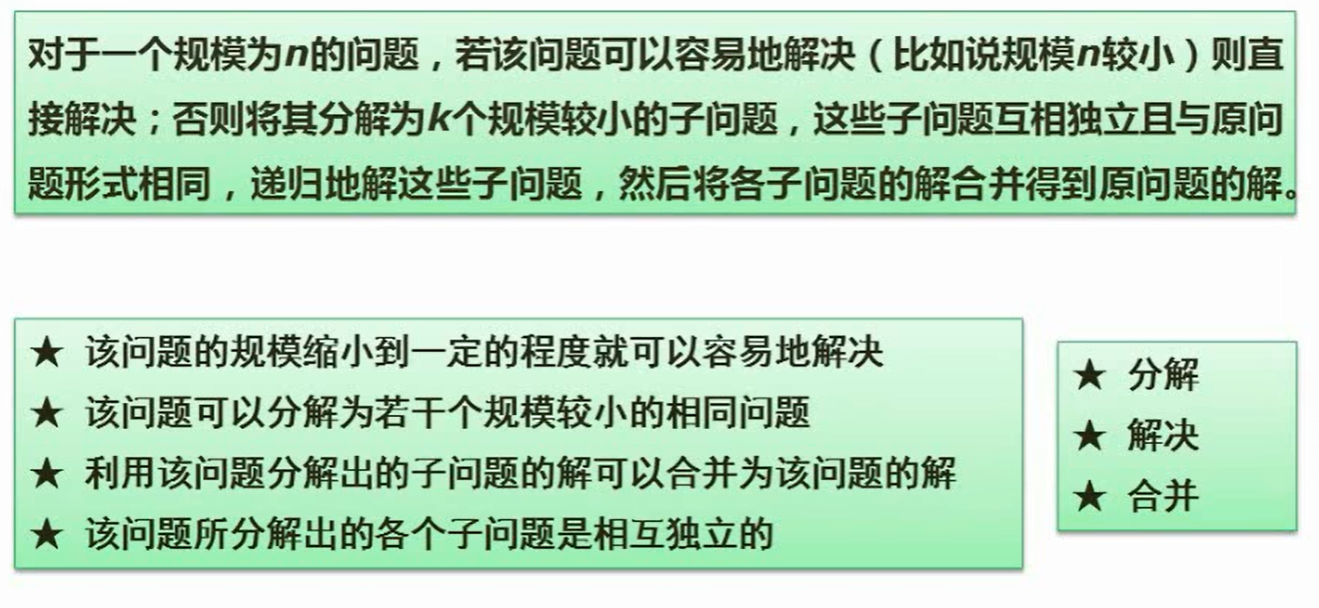 对于一个规模为n的问题，若该问题可以容易地解决（比如说规模n较小）则直
接解决；否则将其分解为k个规模较小的子问题，这些子问题互相独立且与原问
题形式相同，递归地解这些子问题，然后将各子问题的解合并得到原问题的解。
★ 该问题的规模缩小到一定的程度就可以容易地解决
★ 该问题可以分解为若干个规模较小的相同问题
★ 利用该问题分解出的子问题的解可以合并为该问题的解
★ 该问题所分解出的各个子问题是相互独立的
★ 分解
★ 解决
★ 合并